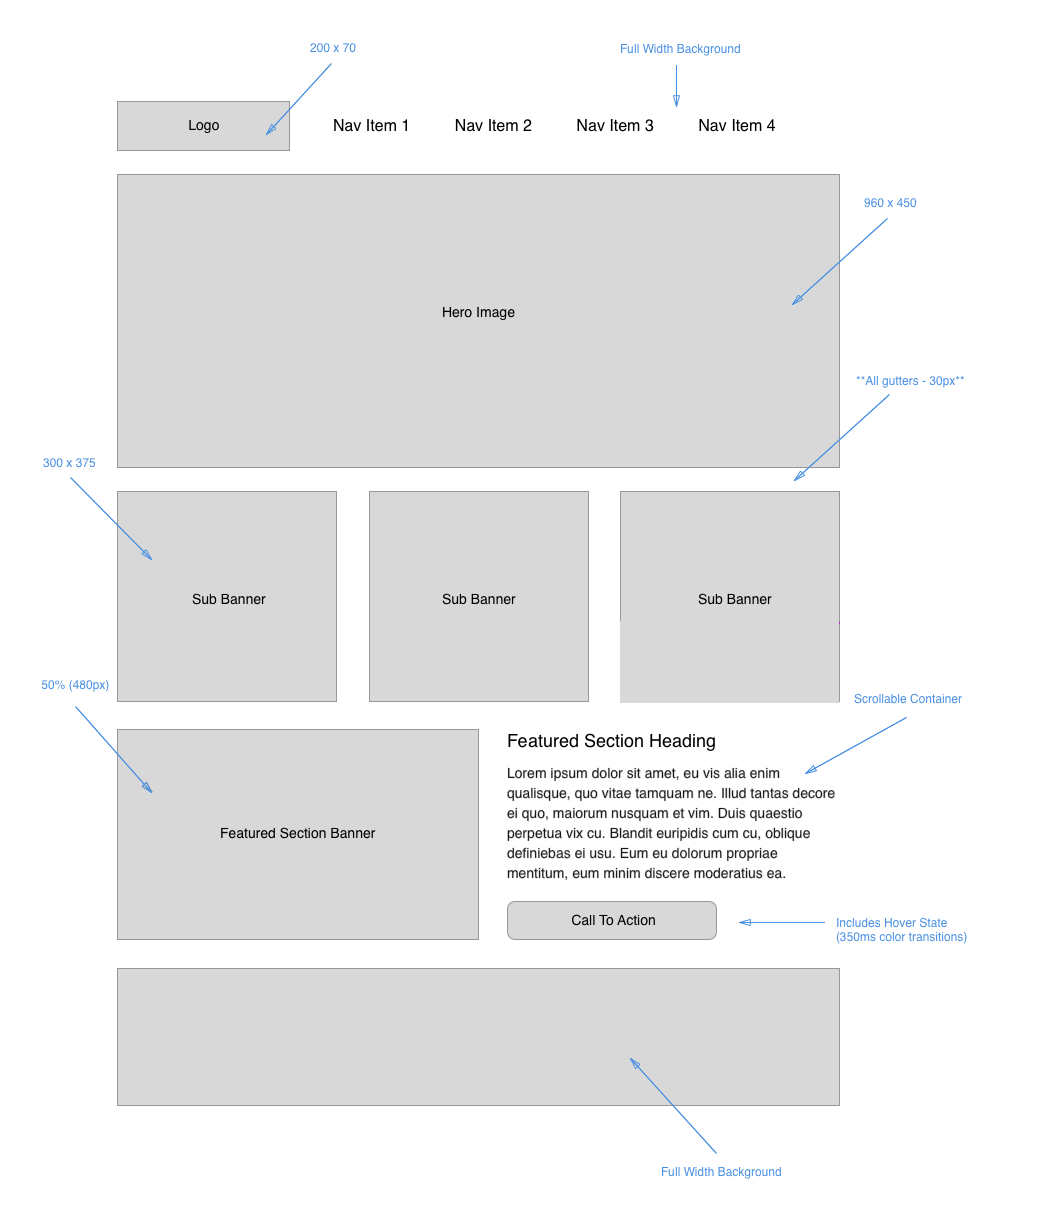 200 x 70
Full Width Background
Logo
Nav Item 1
Nav Item 2
Nav Item 3
Nav Item 4
960 x 450
Hero Image
**All gutters - 30px**
300 x 375
Sub Banner
Sub Banner
Sub Banner
50% (480px)
Scrollable Container
Featured Section Banner
Featured Section Heading
Lorem ipsum dolor sit amet, eu vis alia enim
qualisque, quo vitae tamquam ne. Illud tantas decore
ei quo, maiorum nusquam et vim. Duis quaestio
perpetua vix cu. Blandit euripidis cum cu, oblique
definiebas ei usu. Eum eu dolorum propriae
mentitum, eum minim discere moderatius ea.
Call To Action
Includes Hover State
(350ms color transitions)
Full Width Background